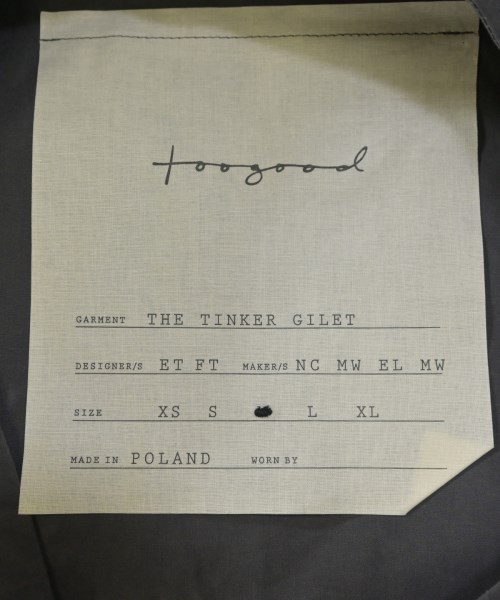 toogood
GARMENT THE TINKER GILET
DESIGNER/S ET FT MAKER/S NC MW EL MW
SIZE XS S L XL
MADE IN POLAND WORN BY